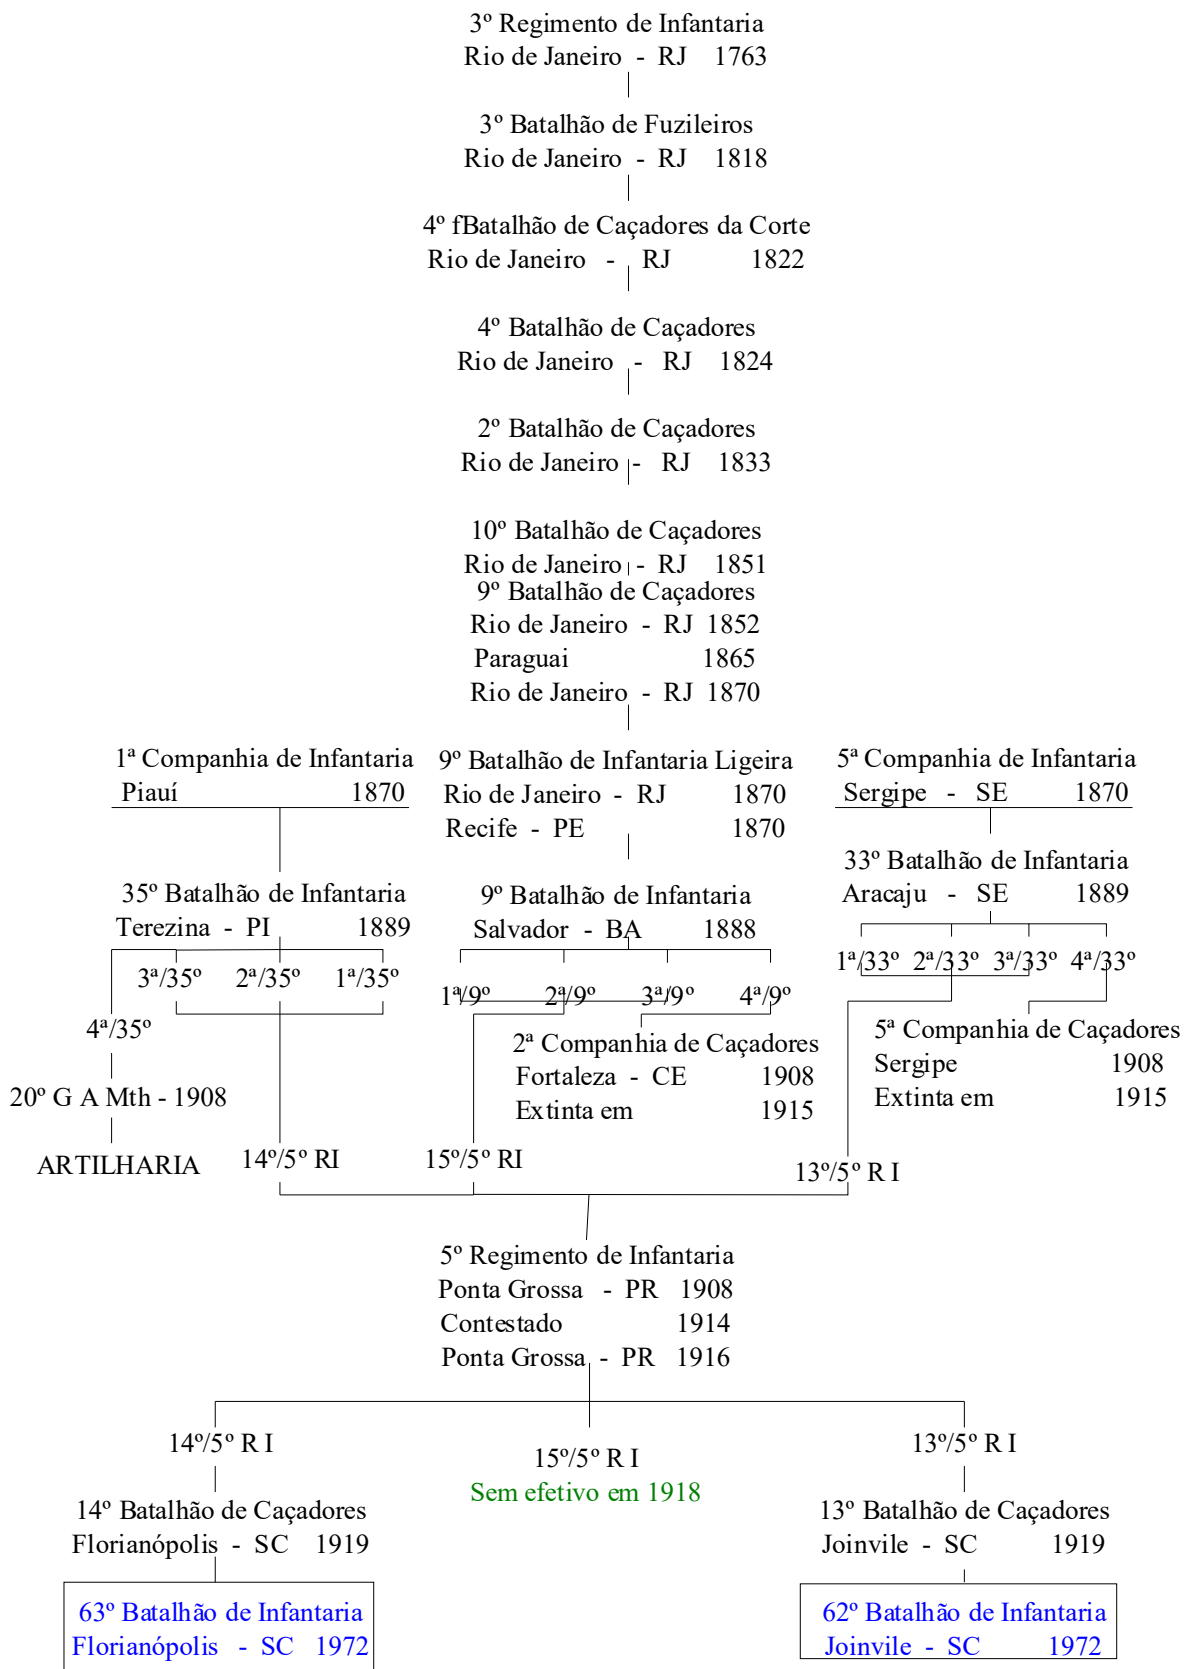 3º Regimento de Infantaria
Rio de Janeiro - RJ 1763
3º Batalhão de Fuzileiros
Rio de Janeiro - RJ 1818
4º fBatalhão de Caçadores da Corte
Rio de Janeiro - RJ 1822
4º Batalhão de Caçadores
Rio de Janeiro - RJ 1824
2º Batalhão de Caçadores
Rio de Janeiro - RJ 1833
10º Batalhão de Caçadores
Rio de Janeiro - RJ 1851
9º Batalhão de Caçadores
Rio de Janeiro - RJ 1852
Paraguai 1865
Rio de Janeiro - RJ 1870
1ª Companhia de Infantaria
Piauí 1870
9º Batalhão de Infantaria Ligeira
Rio de Janeiro - RJ 1870
Recife - PE 1870
5ª Companhia de Infantaria
Sergipe - SE 1870
35º Batalhão de Infantaria
Terezina - PI 1889
9º Batalhão de Infantaria
Salvador - BA 1888
33º Batalhão de Infantaria
Aracaju - SE 1889
3ª/35º 2ª/35º 1ª/35º
1ª/9º 2ª/9º 3ª/9º 4ª/9º
1ª/33º 2ª/33º 3ª/33º 4ª/33º
4ª/35º
20º G A Mth - 1908
ARTILHARIA
2ª Companhia de Caçadores
Fortaleza - CE 1908
Extinta em 1915
5ª Companhia de Caçadores
Sergipe 1908
Extinta em 1915
14º/5º RI
15º/5º RI
13º/5º R I
5º Regimento de Infantaria
Ponta Grossa - PR 1908
Contestado 1914
Ponta Grossa - PR 1916
14º/5º R I
15º/5º R I
Sem efetivo em 1918
13º/5º R I
14º Batalhão de Caçadores
Florianópolis - SC 1919
13º Batalhão de Caçadores
Joinvile - SC 1919
63º Batalhão de Infantaria
Florianópolis - SC 1972
62º Batalhão de Infantaria
Joinvile - SC 1972